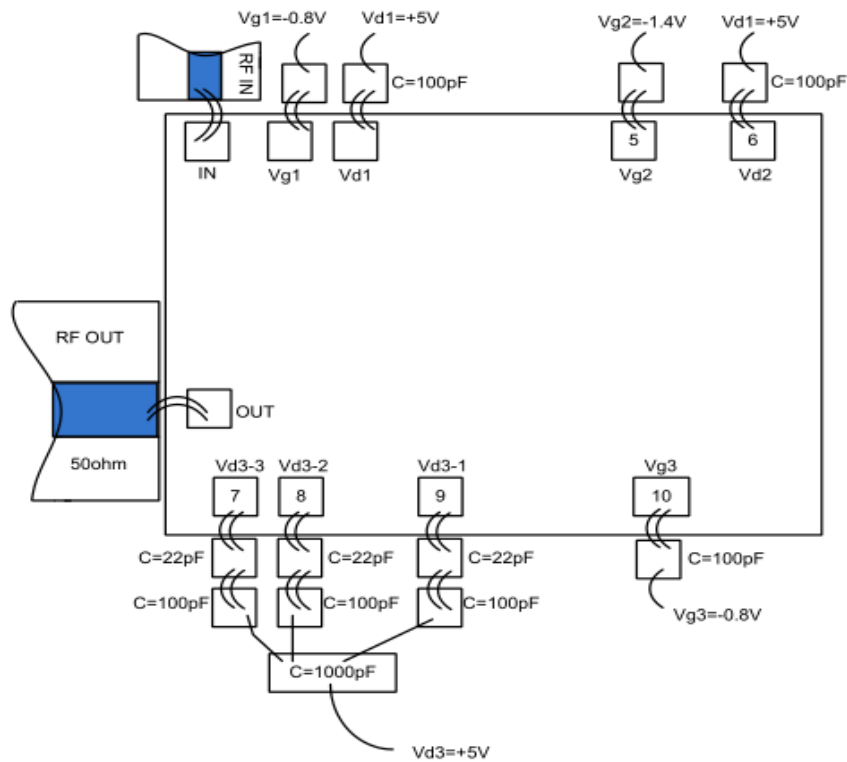 Vg1=-0.8V
Vd1=+5V
Vg2=-1.4V
Vd1=+5V
RF IN
C=100pF
C=100pF
5
6
IN
Vg1
Vd1
Vg2
Vd2
RF OUT
OUT
50ohm
Vd3-3
Vd3-2
Vd3-1
Vg3
7
8
9
10
C=22pF
C=22pF
C=22pF
C=100pF
C=100pF
C=100pF
C=100pF
Vg3=-0.8V
C=1000pF
Vd3=+5V